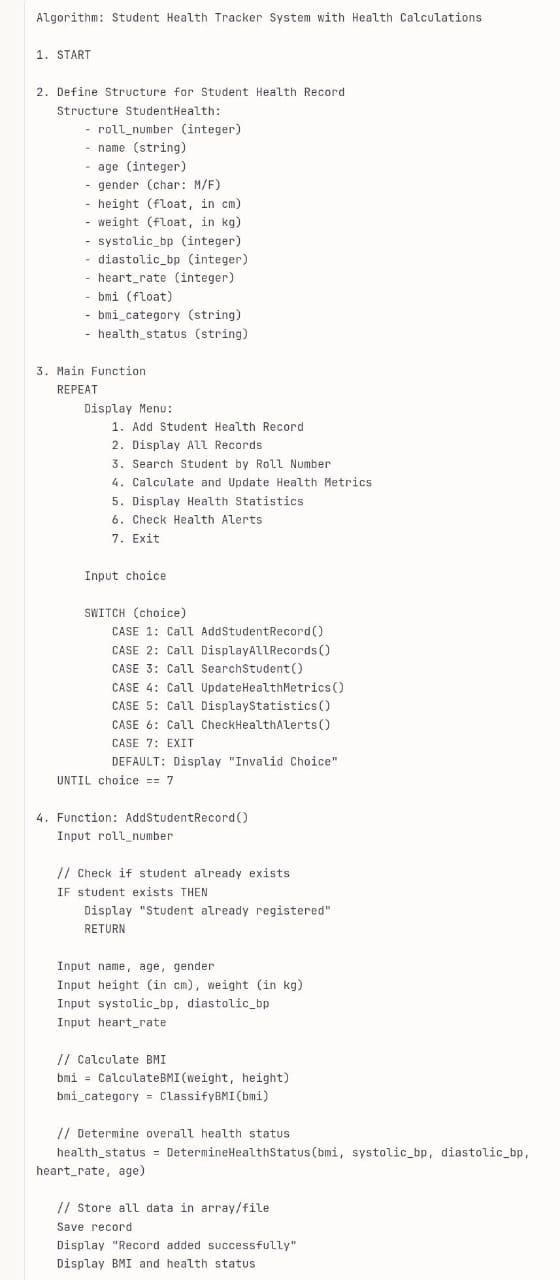 Algorithm: Student Health Tracker System with Health Calculations
1. START
2. Define Structure for Student Health Record
Structure StudentHealth:
- roll_number (integer)
- name (string)
- age (integer)
- gender (char: M/F)
- height (float, in cm)
- weight (float, in kg)
- systolic_bp (integer)
- diastolic_bp (integer)
- heart_rate (integer)
- bmi (float)
- bmi_category (string)
- health_status (string)
3. Main Function
REPEAT
Display Menu:
1. Add Student Health Record
2. Display All Records
3. Search Student by Roll Number
4. Calculate and Update Health Metrics
5. Display Health Statistics
6. Check Health Alerts
7. Exit
Input choice
SWITCH (choice)
CASE 1: Call AddStudentRecord()
CASE 2: Call DisplayAllRecords()
CASE 3: Call SearchStudent()
CASE 4: Call UpdateHealthMetrics()
CASE 5: Call DisplayStatistics()
CASE 6: Call CheckHealthAlerts()
CASE 7: EXIT
DEFAULT: Display "Invalid Choice"
UNTIL choice == 7
4. Function: AddStudentRecord()
Input roll_number
// Check if student already exists
IF student exists THEN
Display "Student already registered"
RETURN
Input name, age, gender
Input height (in cm), weight (in kg)
Input systolic_bp, diastolic_bp
Input heart_rate
// Calculate BMI
bmi = CalculateBMI(weight, height)
bmi_category = ClassifyBMI(bmi)
// Determine overall health status
health_status = DetermineHealthStatus(bmi, systolic_bp, diastolic_bp,
heart_rate, age)
// Store all data in array/file
Save record
Display "Record added successfully"
Display BMI and health status